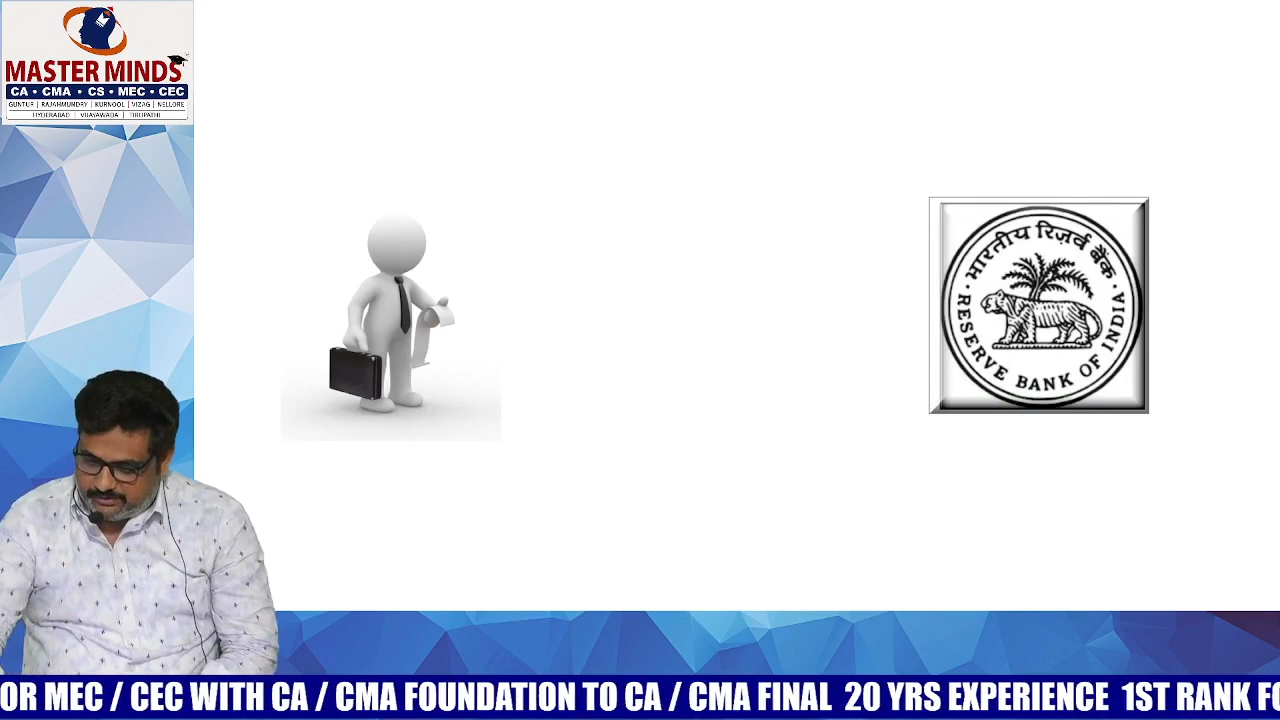 MASTER MINDS
CA • CMA • CS • MEC • CEC
GUNTUR | RAJAHMUNDRY | KURNOOL | VIZAG | NELLORE
HYDERABAD | VIJAYAWADA | TIRUPATHI
भारतीय रिज़र्व बैंक
RESERVE BANK OF INDIA
OR MEC / CEC WITH CA / CMA FOUNDATION TO CA / CMA FINAL 20 YRS EXPERIENCE 1ST RANK FO